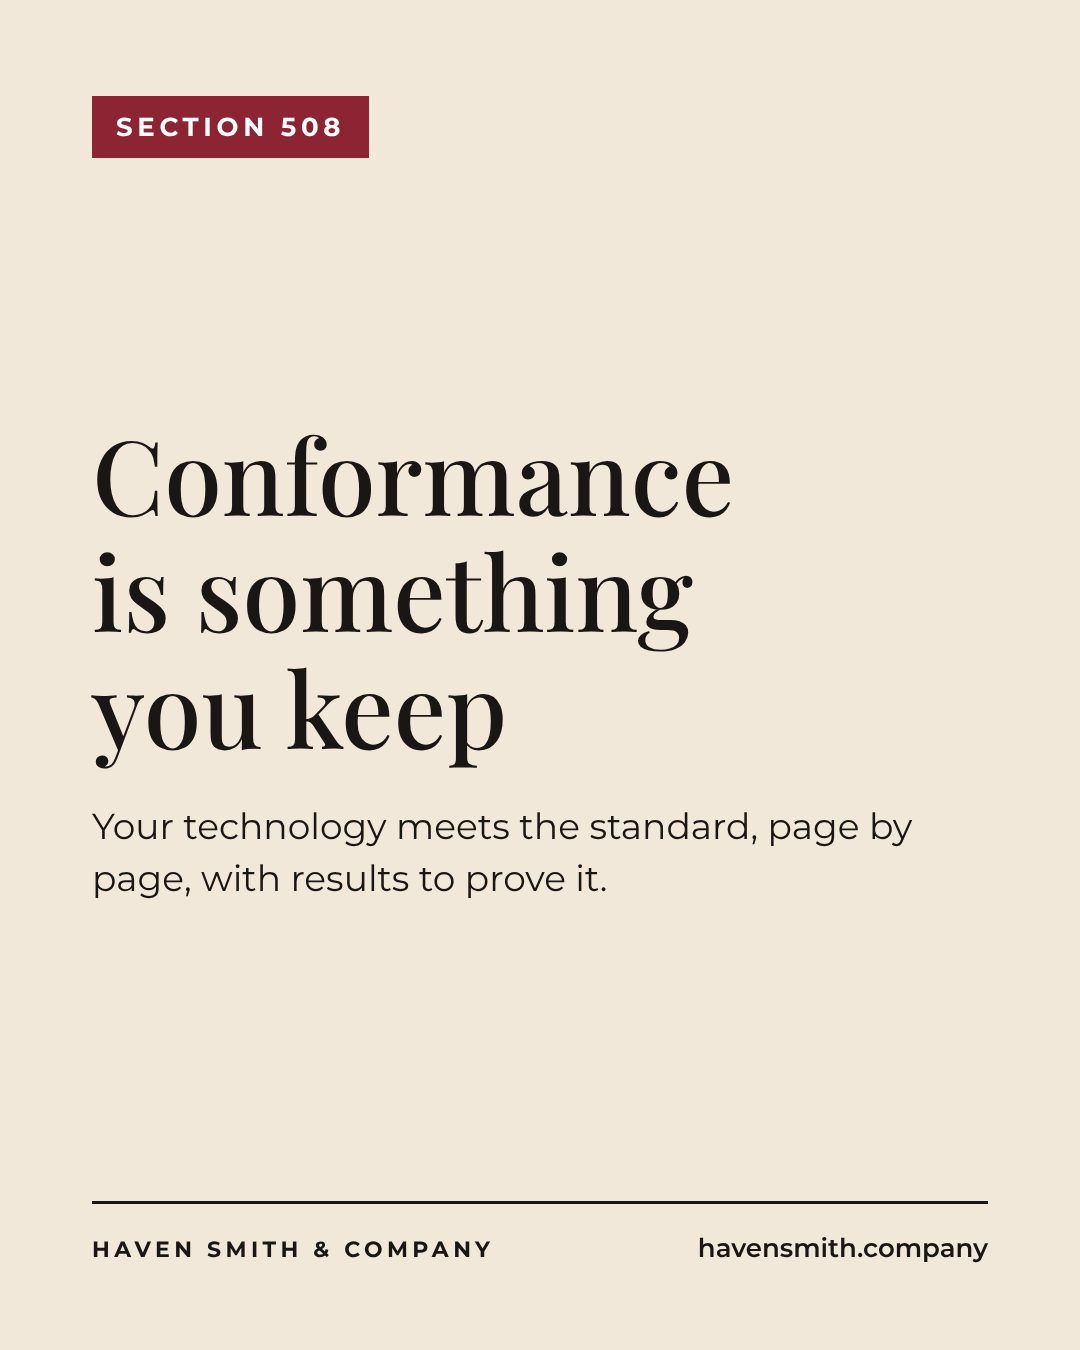 SECTION 508
Conformance
is something
you keep
Your technology meets the standard, page by
page, with results to prove it.
HAVEN SMITH & COMPANY
havensmith.company